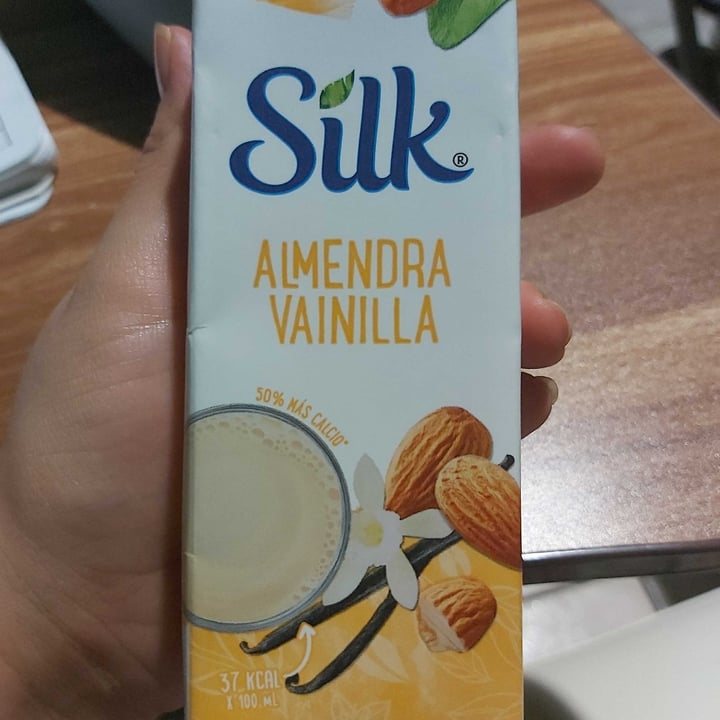 Silk®
ALMENDRA
VAINILLA
50% MÁS CALCIO*
37 KCAL
X 100 mL